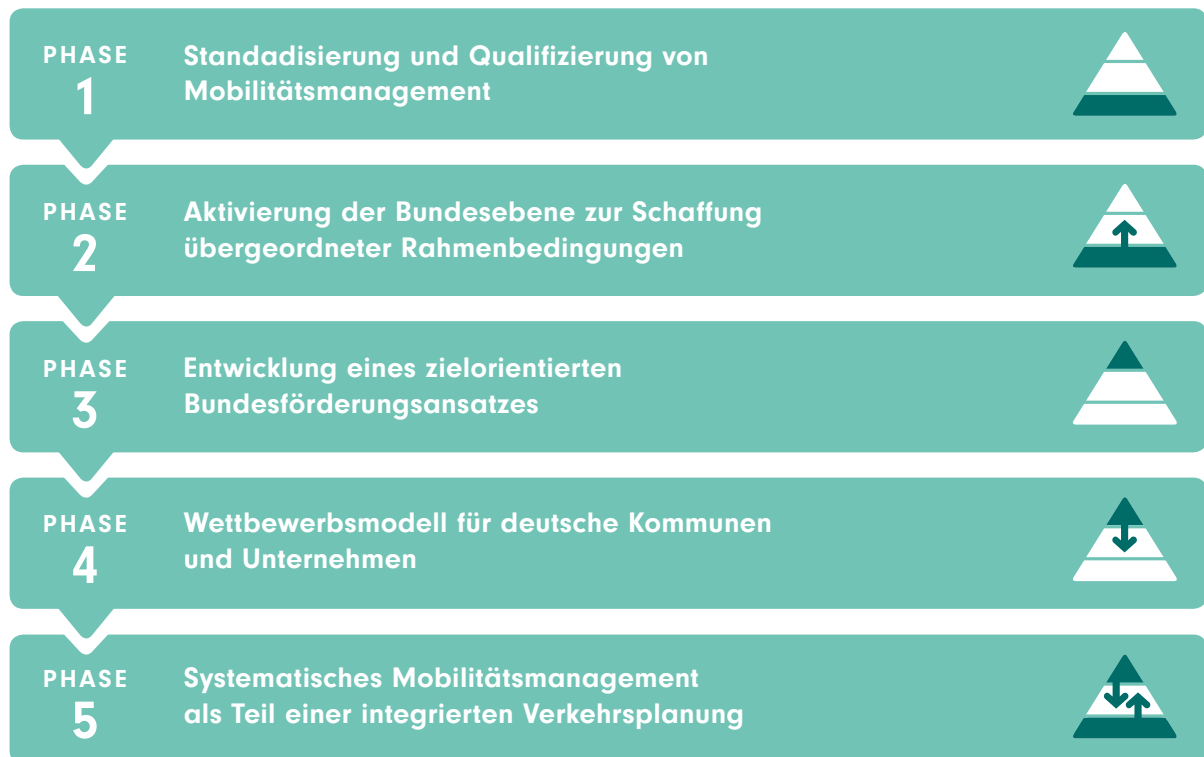 PHASE
1
Standadisierung und Qualifizierung von
Mobilitätsmanagement
PHASE
2
Aktivierung der Bundesebene zur Schaffung
übergeordneter Rahmenbedingungen
PHASE
3
Entwicklung eines zielorientierten
Bundesförderungsansatzes
PHASE
4
Wettbewerbsmodell für deutsche Kommunen
und Unternehmen
PHASE
5
Systematisches Mobilitätsmanagement
als Teil einer integrierten Verkehrsplanung